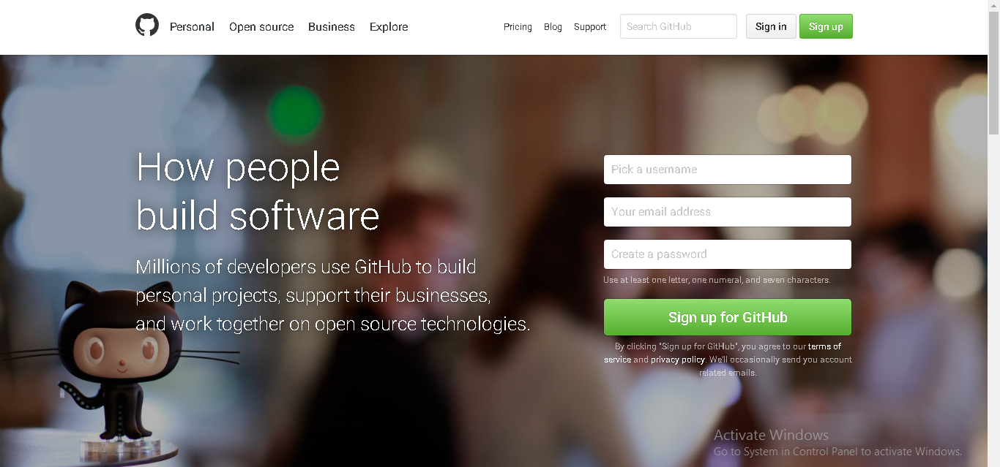 Personal Open source Business Explore Pricing Blog Support Search GitHub Sign in Sign up
How people
build software
Millions of developers use GitHub to build
personal projects, support their businesses,
and work together on open source technologies.
Pick a username
Your email address
Create a password
Use at least one letter, one numeral, and seven characters.
Sign up for GitHub
By clicking "Sign up for GitHub", you agree to our terms of
service and privacy policy. We'll occasionally send you account
related emails.
Activate Windows
Go to System in Control Panel to activate Windows.